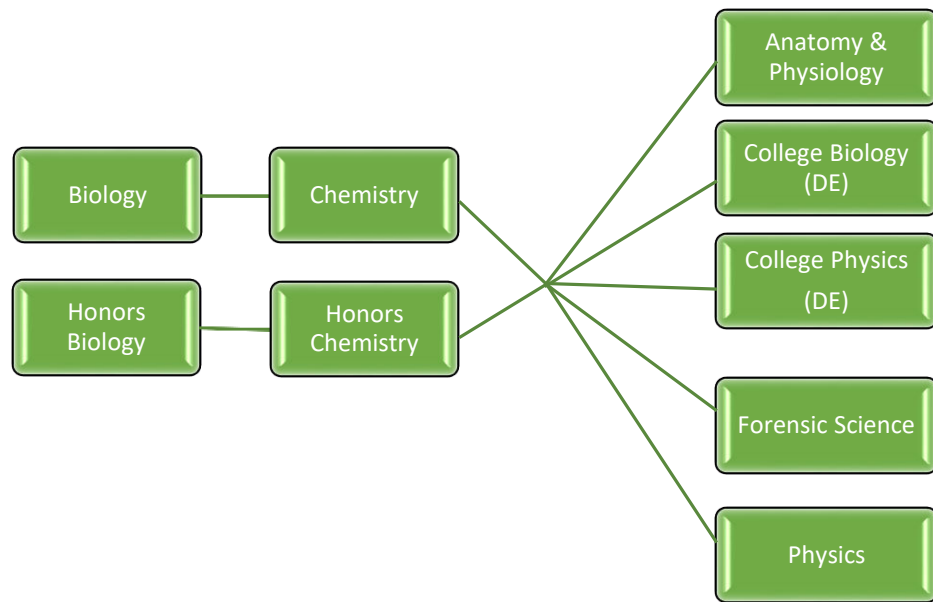 Biology
Chemistry
Honors
Biology
Honors
Chemistry
Anatomy &
Physiology
College Biology
(DE)
College Physics
(DE)
Forensic Science
Physics